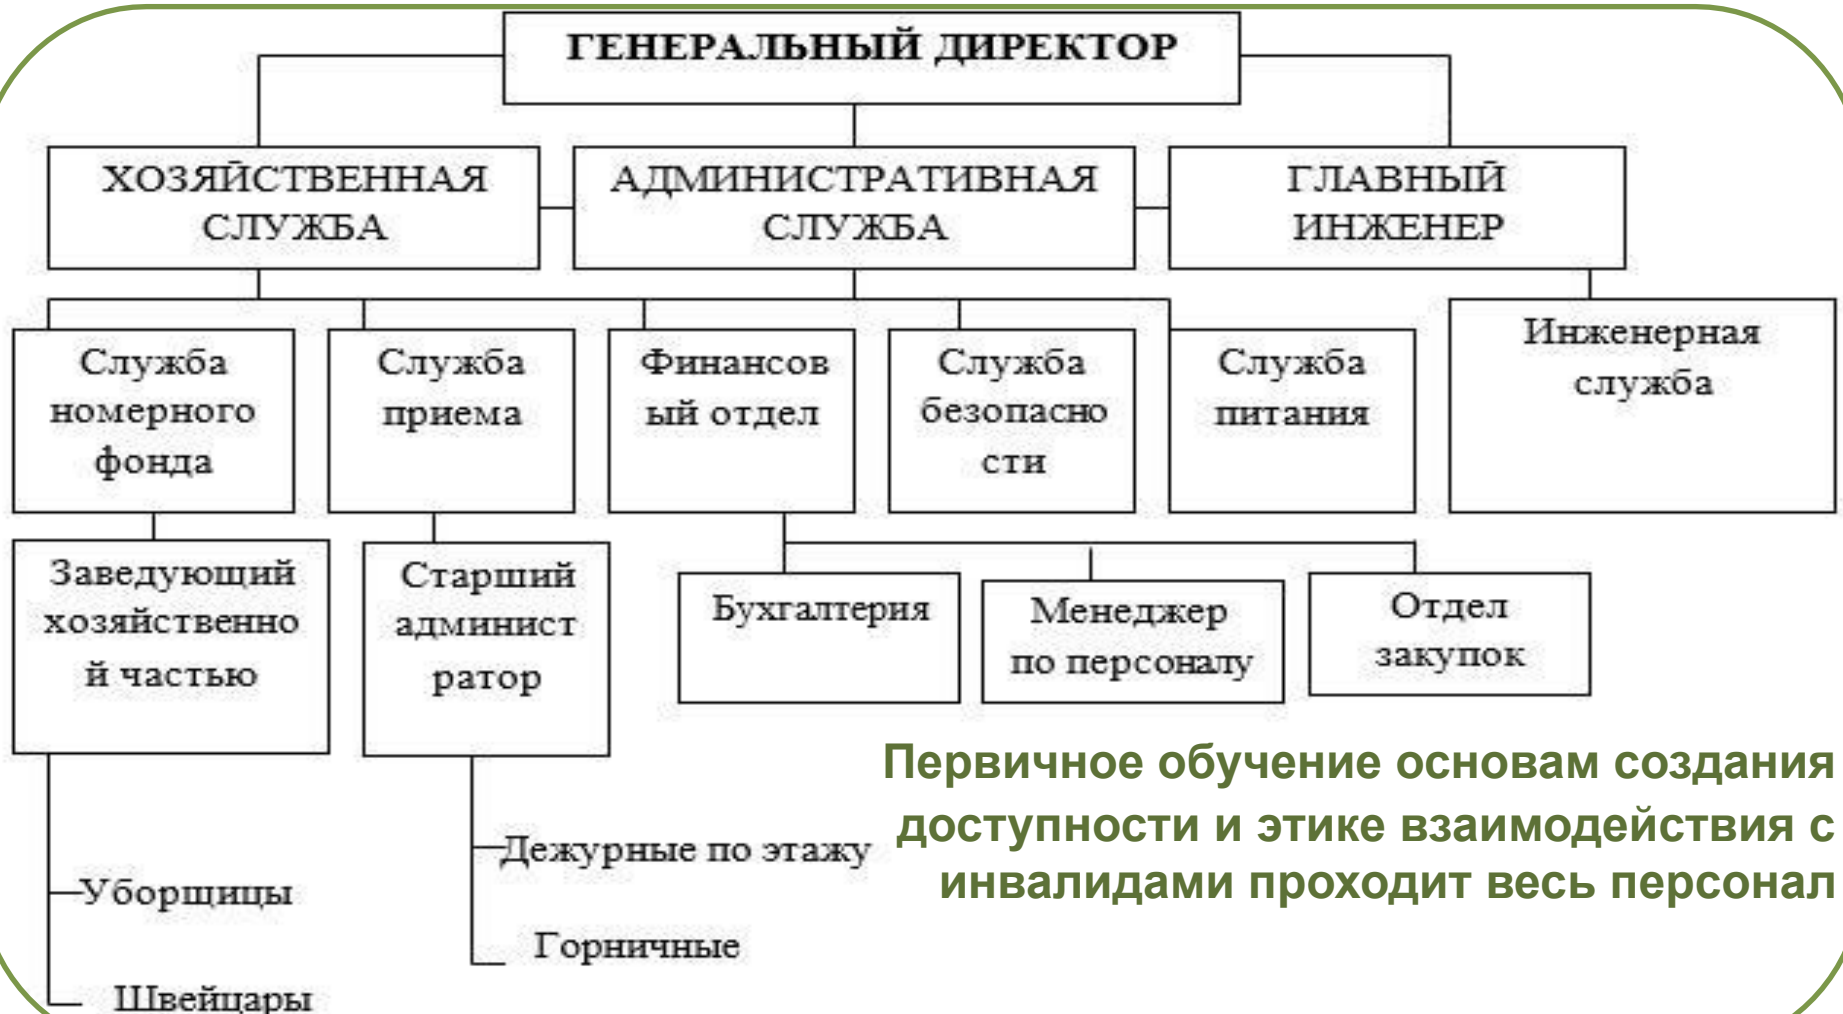 ГЕНЕРАЛЬНЫЙ ДИРЕКТОР
ХОЗЯЙСТВЕННАЯ
СЛУЖБА
АДМИНИСТРАТИВНАЯ
СЛУЖБА
ГЛАВНЫЙ
ИНЖЕНЕР
Служба
номерного
фонда
Служба
приема
Финансов
ый отдел
Служба
безопасно
сти
Служба
питания
Инженерная
служба
Заведующий
хозяйственно
й частью
Старший
админист
ратор
Бухгалтерия
Менеджер
по персоналу
Отдел
закупок
Первичное обучение основам создания
доступности и этике взаимодействия с
инвалидами проходит весь персонал
Дежурные по этажу
Уборщицы
Горничные
Швейцары